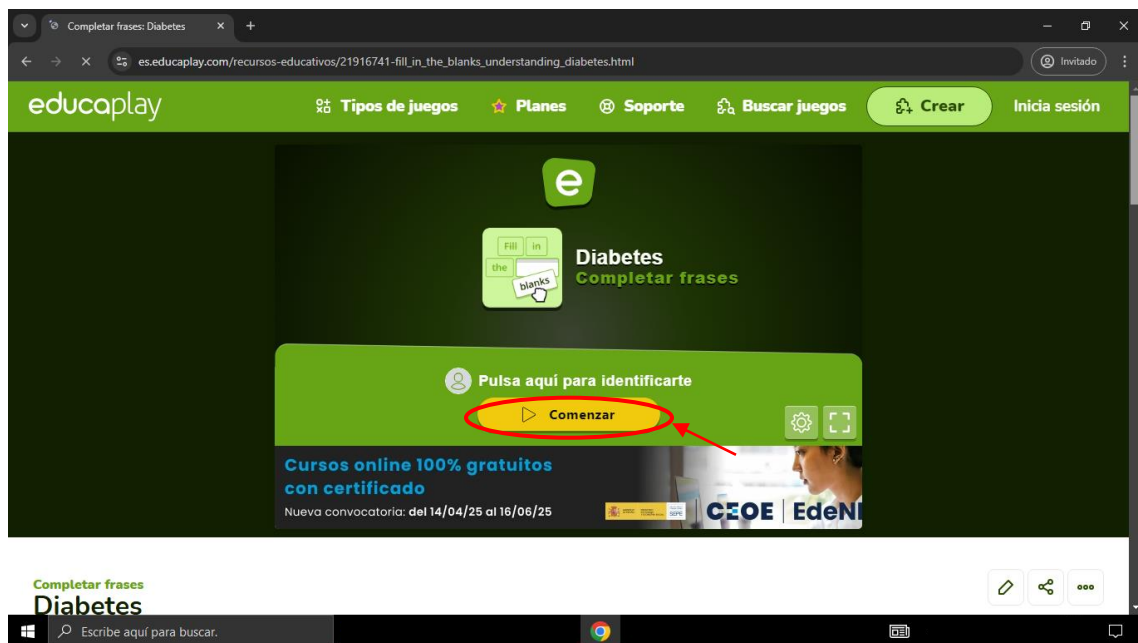 Completar frases: Diabetes
es.educaplay.com/recursos-educativos/21916741-fill_in_the_blanks_understanding_diabetes.html
Invitado
educaplay
Tipos de juegos
Planes
Soporte
Buscar juegos
Crear
Inicia sesión
e
Fill in
the
blanks
Diabetes
Completar frases
Pulsa aquí para identificarte
Comenzar
Cursos online 100% gratuitos
con certificado
Nueva convocatoria: del 14/04/25 al 16/06/25
SEPE
CEOE EdeN
Completar frases
Diabetes
Escribe aquí para buscar.